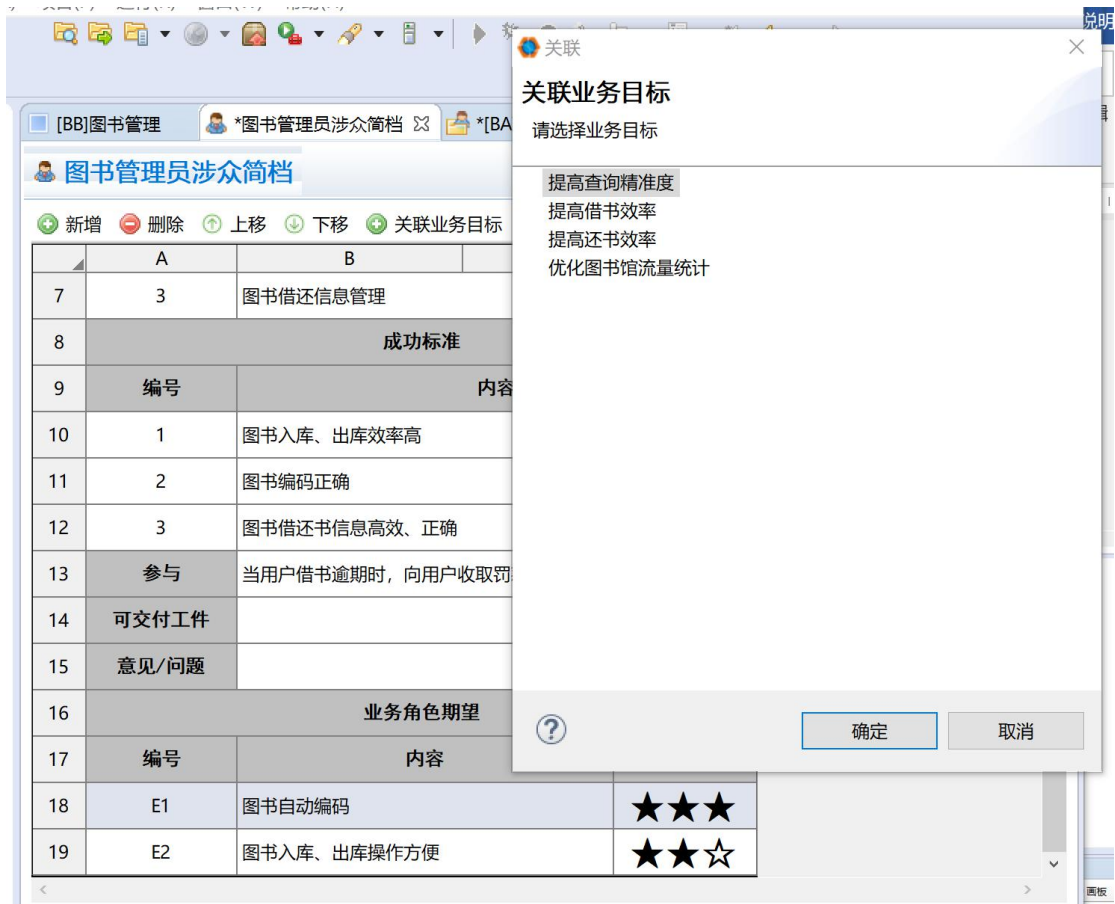 说明
关联
关联业务目标
请选择业务目标
[BB]图书管理
*图书管理员涉众简档
*[BA
图书管理员涉众简档
新增
删除
上移
下移
关联业务目标
提高查询精准度
提高借书效率
提高还书效率
优化图书馆流量统计
A B
7 3 图书借还信息管理
8 成功标准
9 编号 内容
10 1 图书入库、出库效率高
11 2 图书编码正确
12 3 图书借还书信息高效、正确
13 参与 当用户借书逾期时，向用户收取罚
14 可交付工件
15 意见/问题
16 业务角色期望
17 编号 内容
18 E1 图书自动编码 ★★★
19 E2 图书入库、出库操作方便 ★★☆
确定
取消
画板